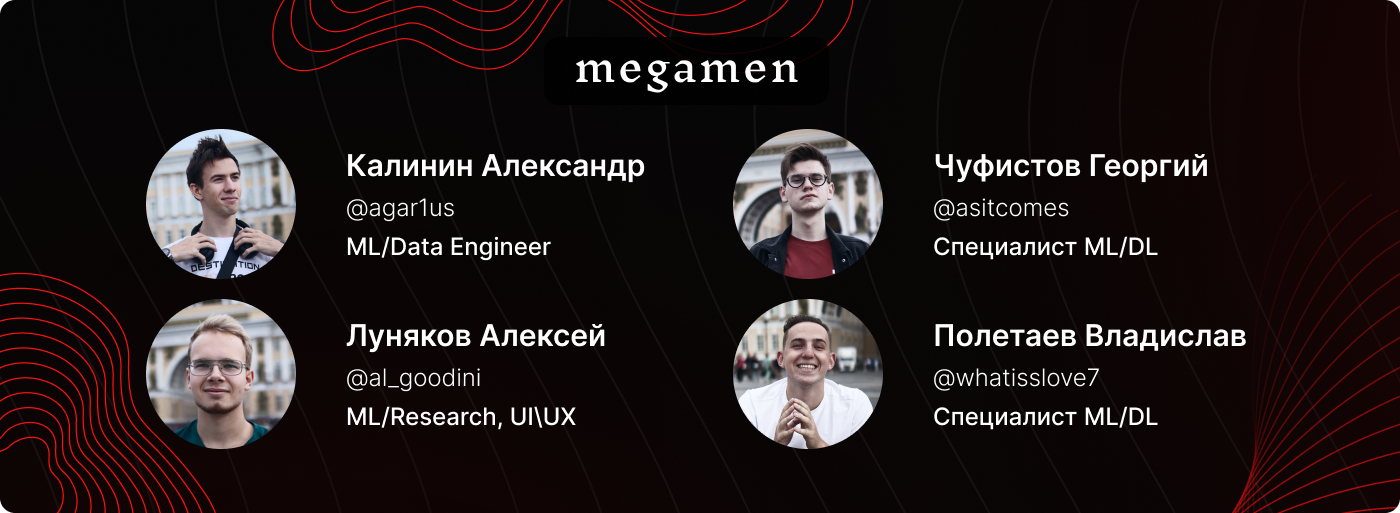 megamen
Калинин Александр
@agar1us
ML/Data Engineer
Чуфистов Георгий
@asitcomes
Специалист ML/DL
Луняков Алексей
@al_goodini
ML/Research, UI\UX
Полетаев Владислав
@whatisslove7
Специалист ML/DL